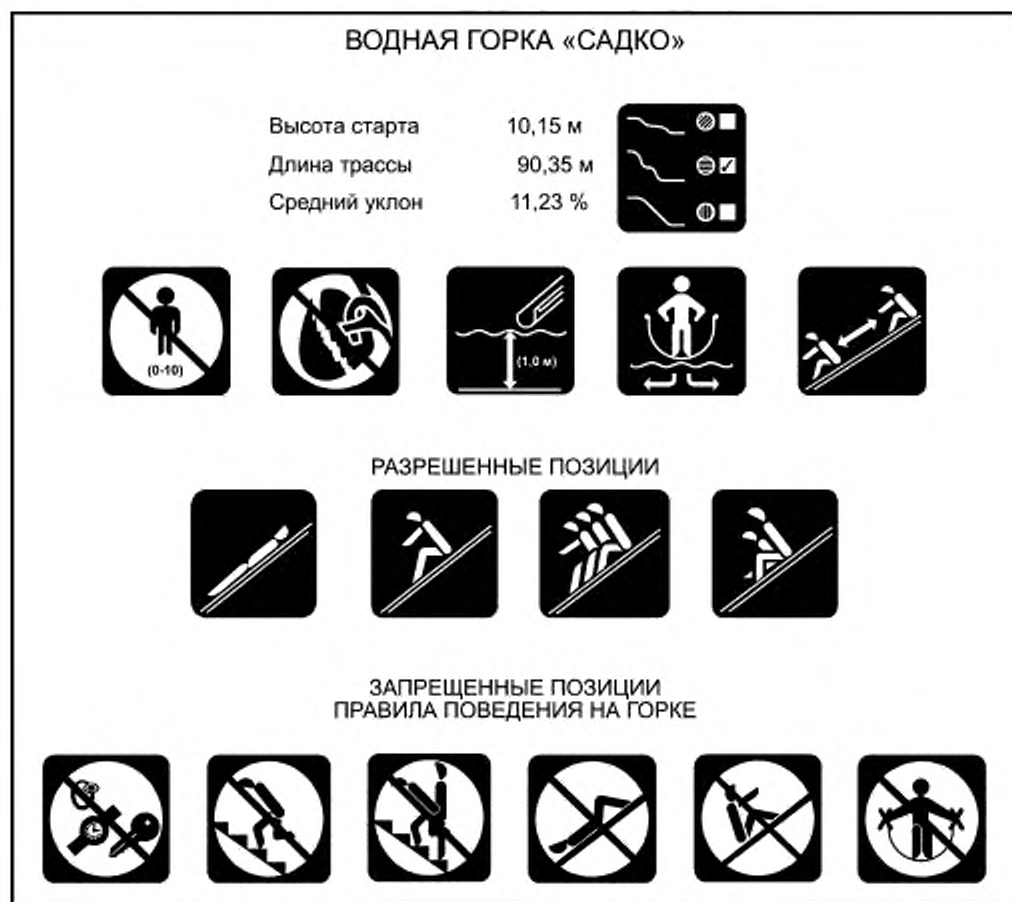 ВОДНАЯ ГОРКА «САДКО»
Высота старта 10,15 м
Длина трассы 90,35 м
Средний уклон 11,23 %
(0-10)
(1,0 м)
РАЗРЕШЕННЫЕ ПОЗИЦИИ
ЗАПРЕЩЕННЫЕ ПОЗИЦИИ
ПРАВИЛА ПОВЕДЕНИЯ НА ГОРКЕ